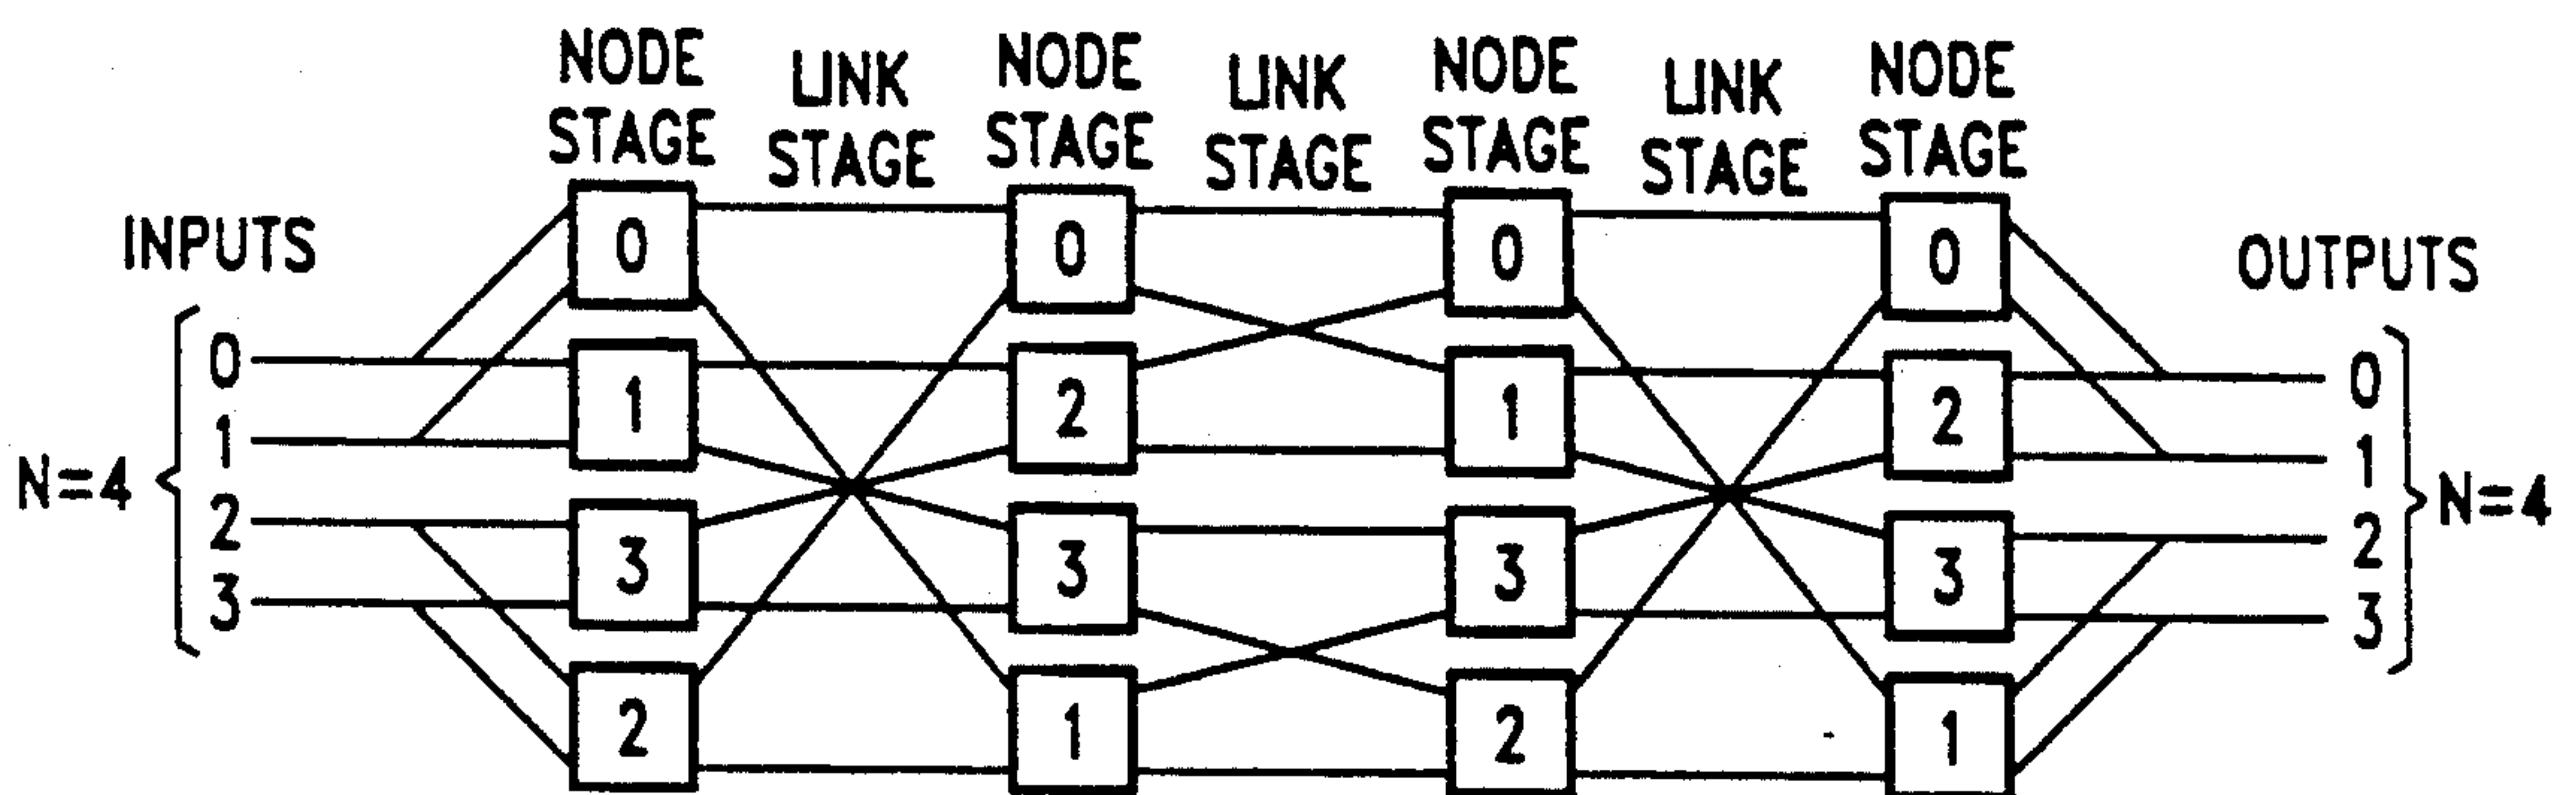 NODE STAGE
LINK STAGE
NODE STAGE
LINK STAGE
NODE STAGE
LINK STAGE
NODE STAGE
INPUTS
OUTPUTS
0 0 0 0
0 0
1 2 1 2
1 1
N=4 N=4
2 2
3 3 3 3
3 3
2 1 2 1